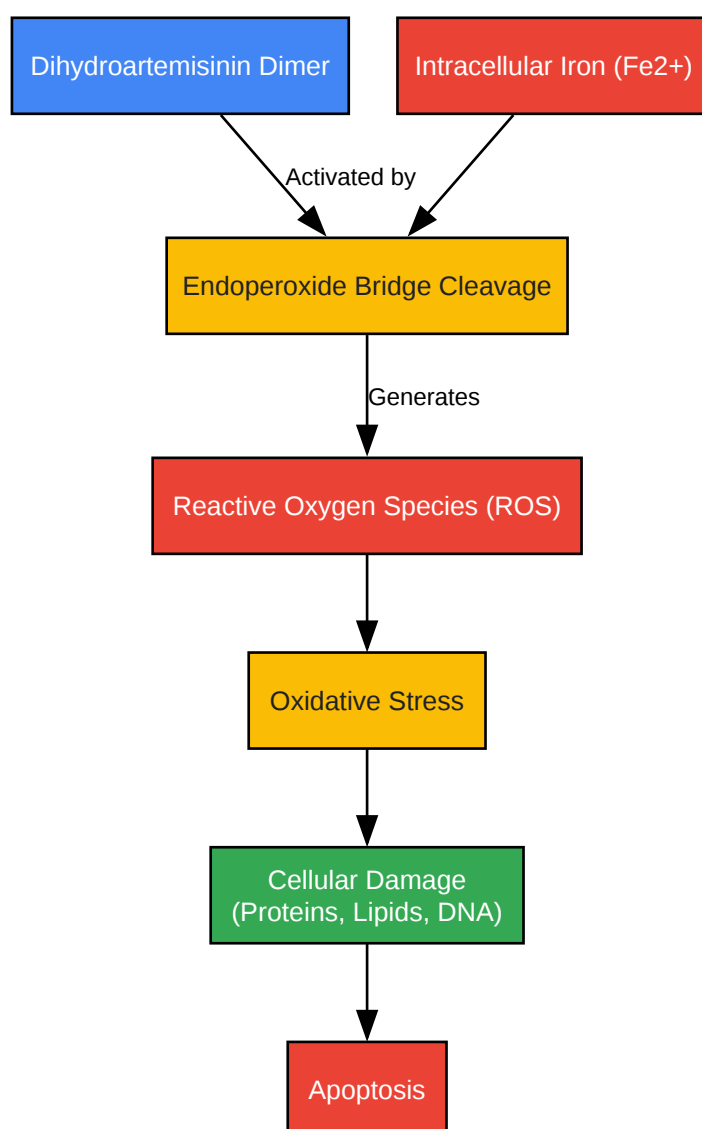 Dihydroartemisinin Dimer
Intracellular Iron (Fe2+)
Activated by
Endoperoxide Bridge Cleavage
Generates
Reactive Oxygen Species (ROS)
Oxidative Stress
Cellular Damage
(Proteins, Lipids, DNA)
Apoptosis